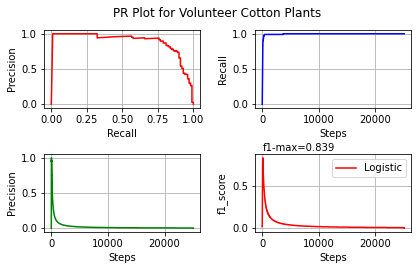 PR Plot for Volunteer Cotton Plants
1.0
0.5
0.0
Precision
0.00 0.25 0.50 0.75 1.00
Recall
1.0
0.5
0.0
Recall
0 10000 20000
Steps
1.0
0.5
0.0
Precision
0 10000 20000
Steps
f1-max=0.839
0.5
0.0
f1_score
Logistic
0 10000 20000
Steps